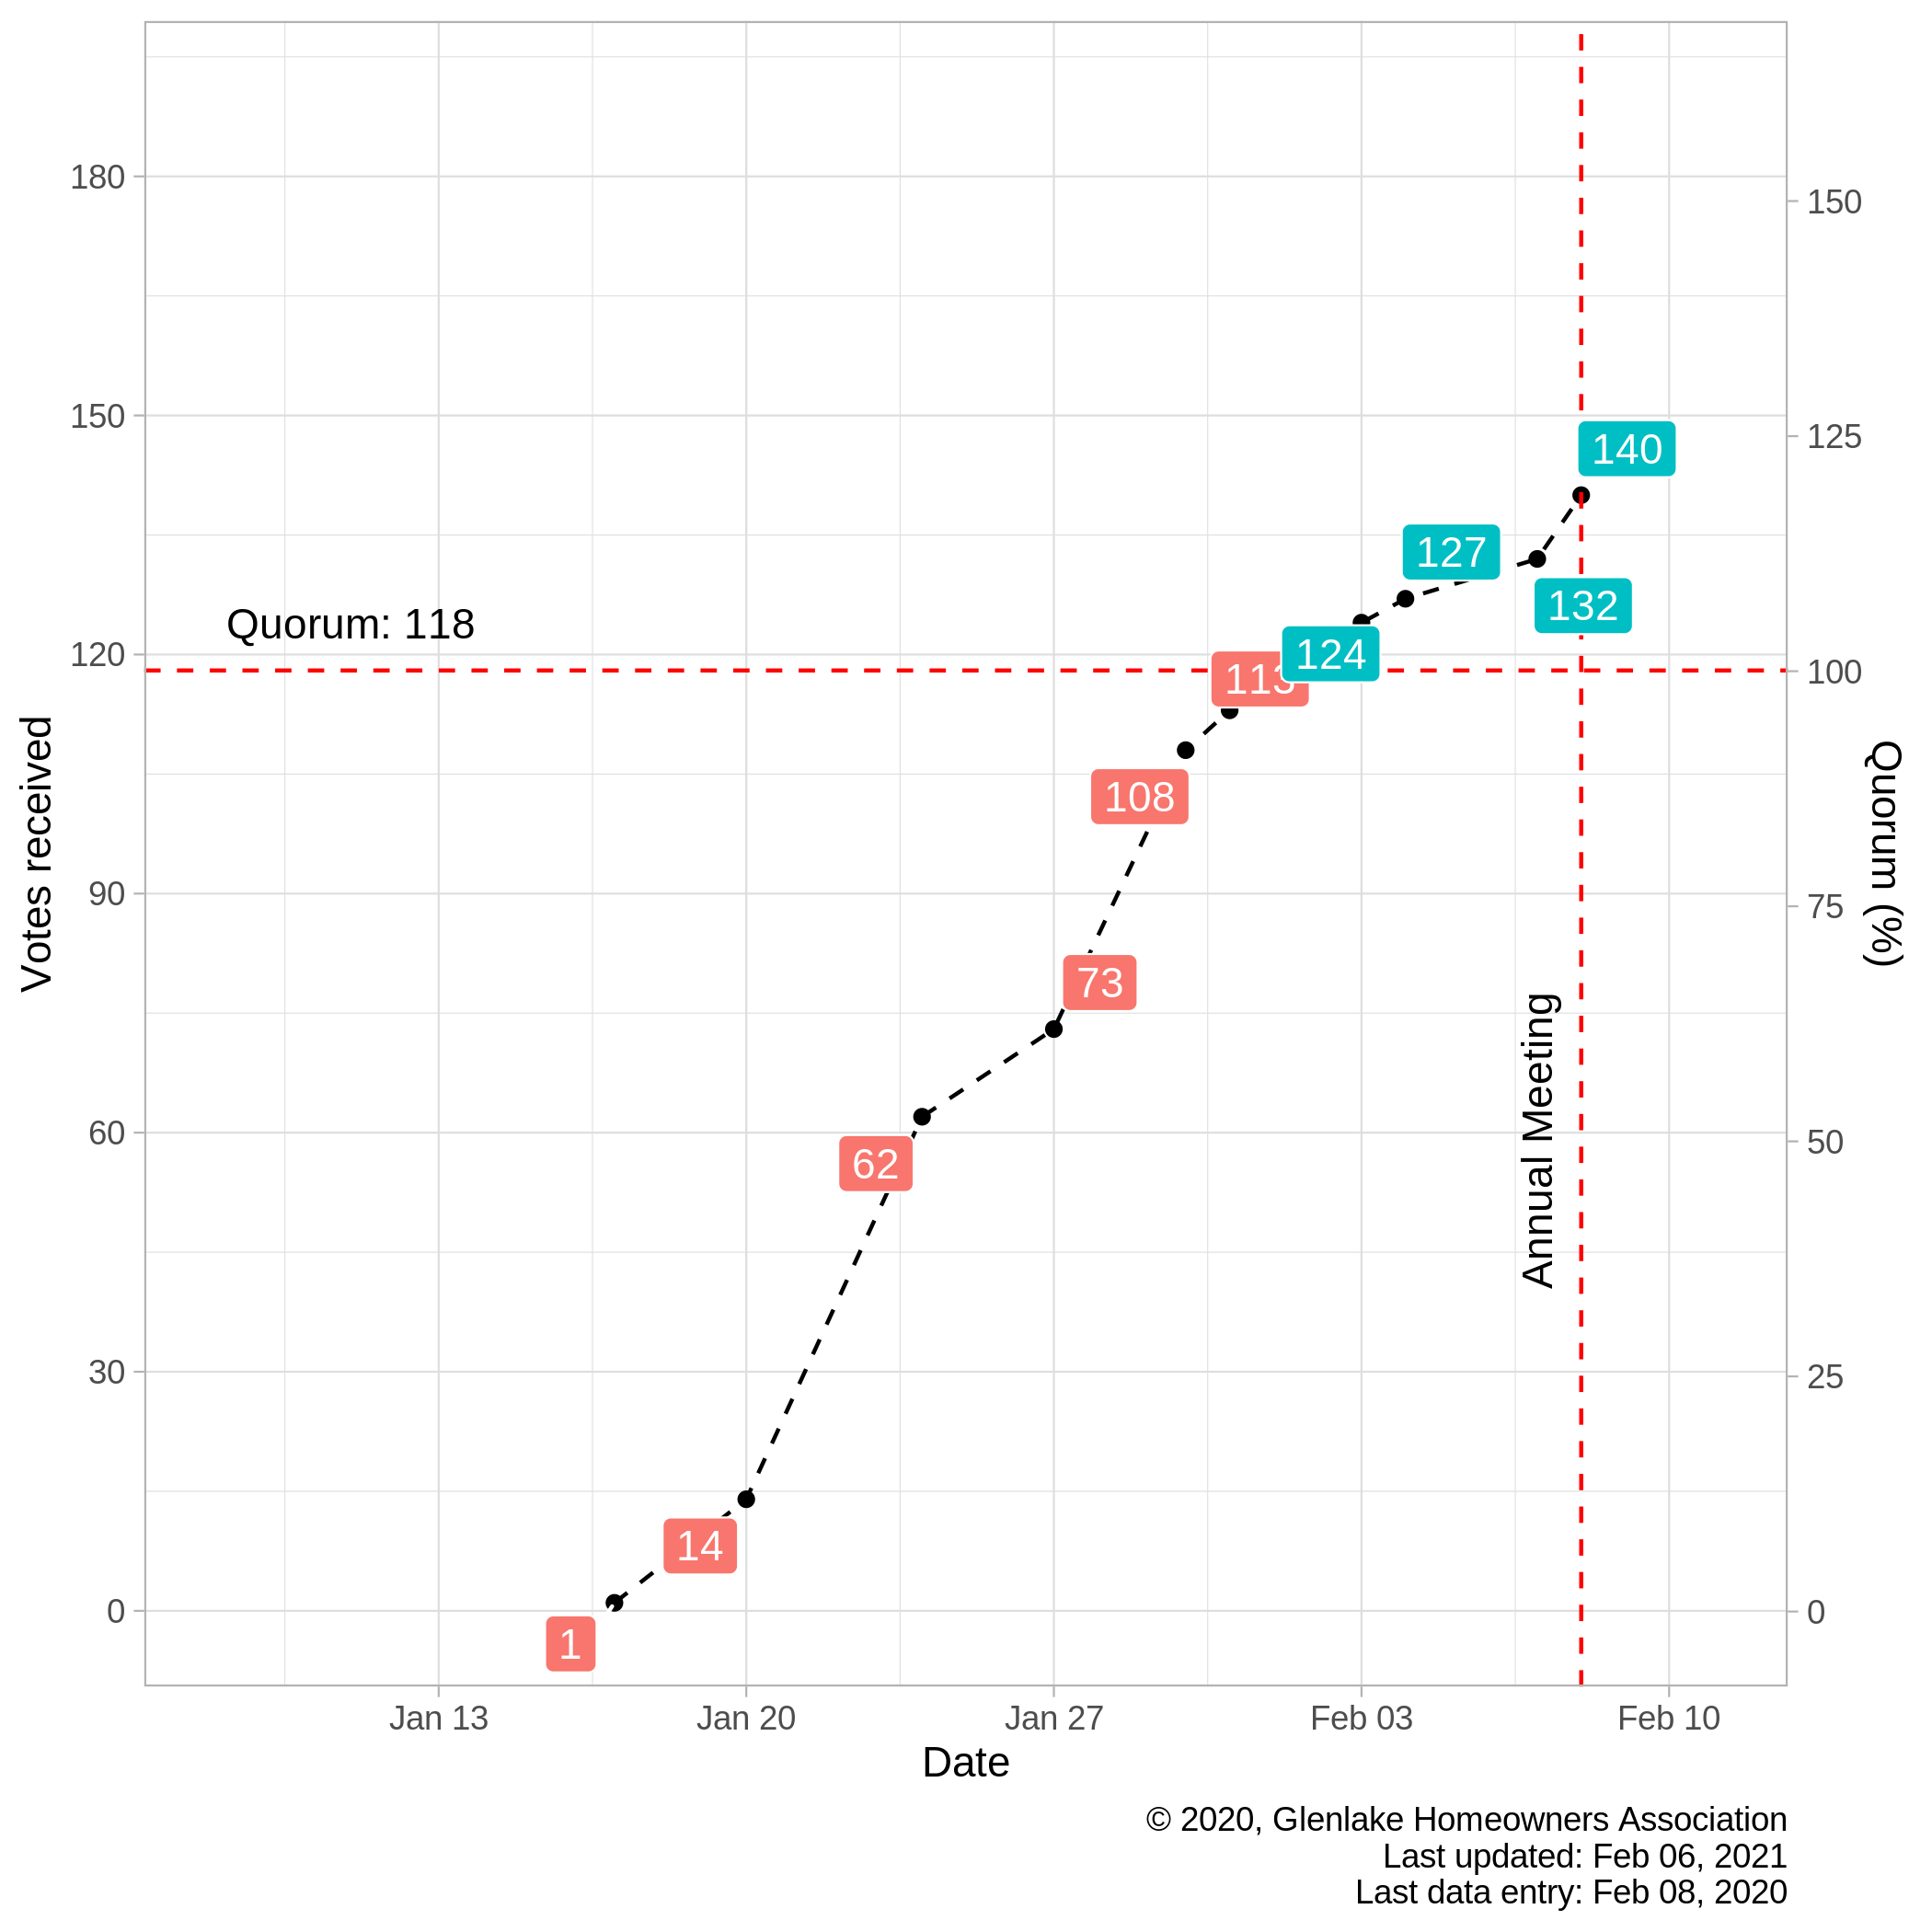 180
150
120
90
60
30
0
Votes received
150
125
100
75
50
25
0
Quorum (%)
Quorum: 118
Annual Meeting
140
127
132
124
113
108
73
62
14
1
Jan 13
Jan 20
Jan 27
Feb 03
Feb 10
Date
© 2020, Glenlake Homeowners Association
Last updated: Feb 06, 2021
Last data entry: Feb 08, 2020